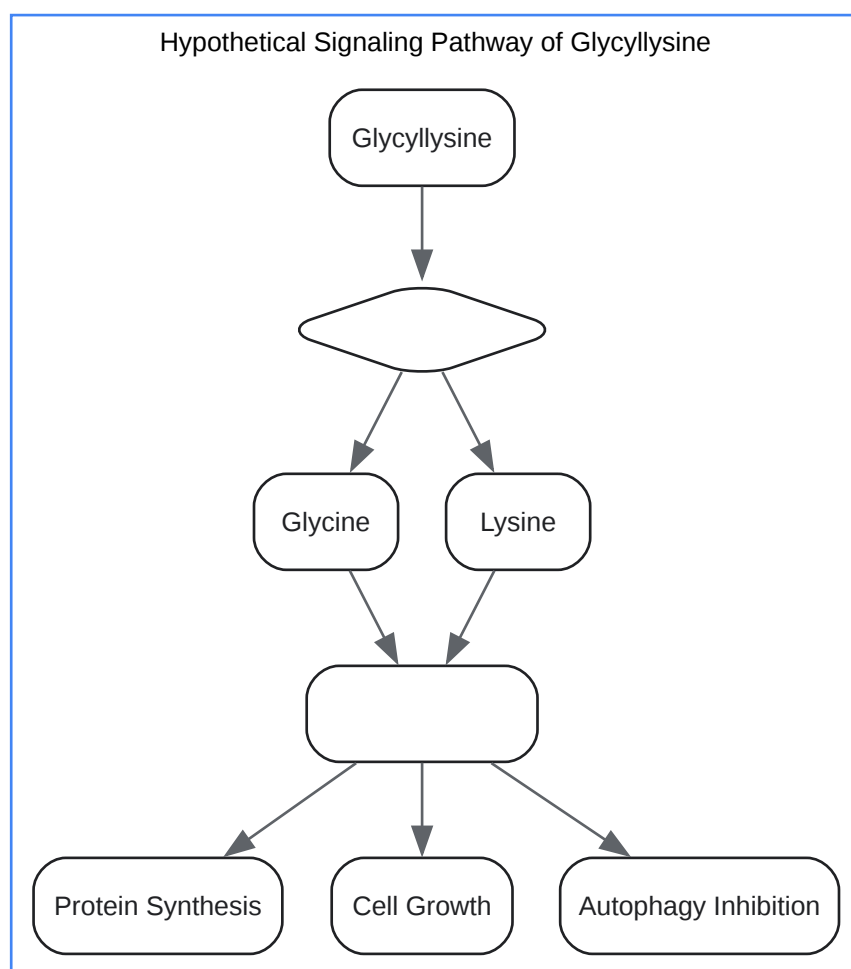 Hypothetical Signaling Pathway of Glycyllysine
Glycyllysine
Glycine
Lysine
Protein Synthesis
Cell Growth
Autophagy Inhibition